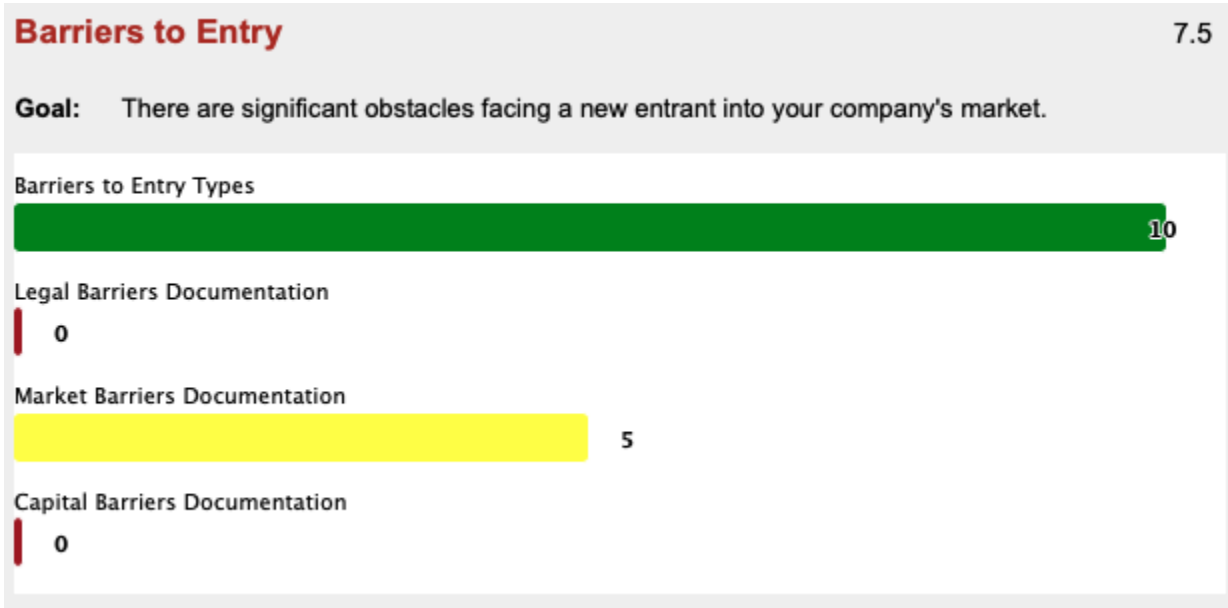 Barriers to Entry 7.5
Goal: There are significant obstacles facing a new entrant into your company's market.
Barriers to Entry Types
10
Legal Barriers Documentation
0
Market Barriers Documentation
5
Capital Barriers Documentation
0